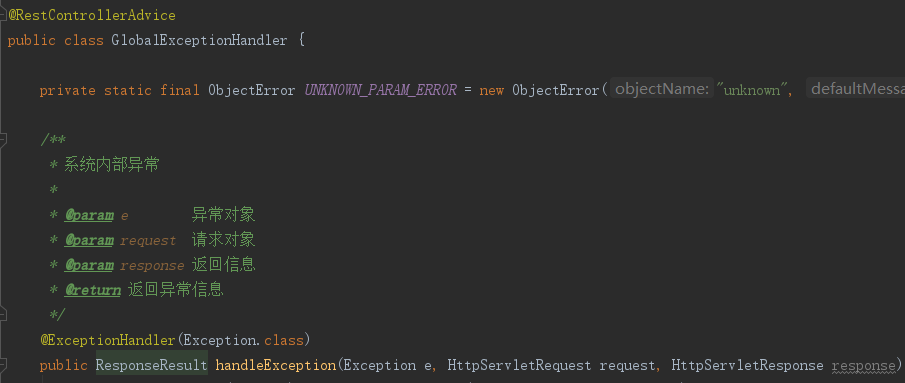 @RestControllerAdvice
public class GlobalExceptionHandler {
private static final ObjectError UNKNOWN_PARAM_ERROR = new ObjectError( objectName: "unknown",
/**
* 系统内部异常
*
* @param e 异常对象
* @param request 请求对象
* @param response 返回信息
* @return 返回异常信息
*/
@ExceptionHandler(Exception.class)
public ResponseResult handleException(Exception e, HttpServletRequest request, HttpServletResponse response)